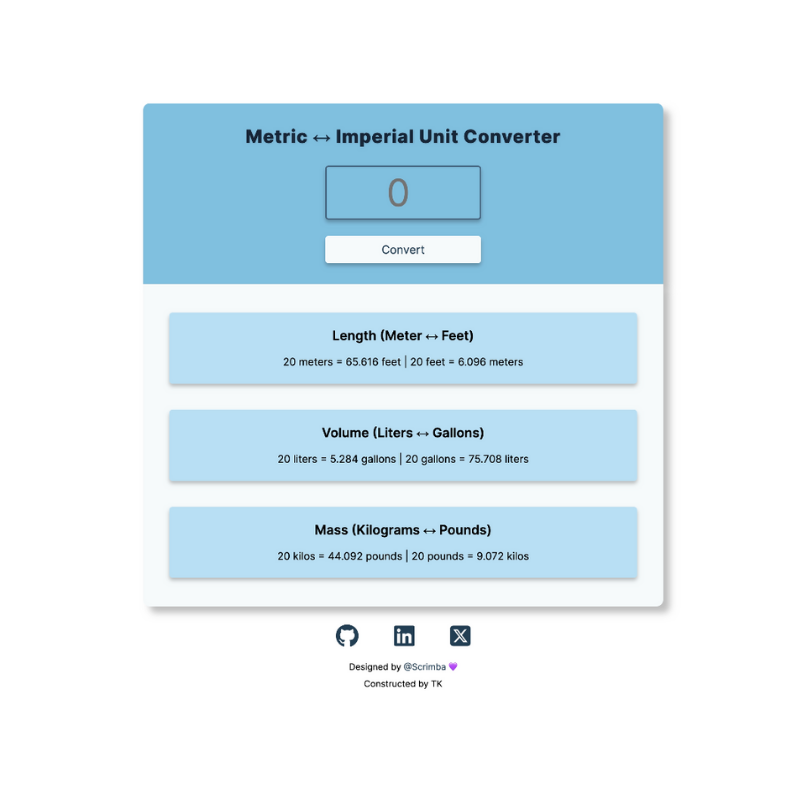 Metric ↔ Imperial Unit Converter
0
Convert
Length (Meter ↔ Feet)
20 meters = 65.616 feet | 20 feet = 6.096 meters
Volume (Liters ↔ Gallons)
20 liters = 5.284 gallons | 20 gallons = 75.708 liters
Mass (Kilograms ↔ Pounds)
20 kilos = 44.092 pounds | 20 pounds = 9.072 kilos
in X
Designed by @Scrimba 💜
Constructed by TK